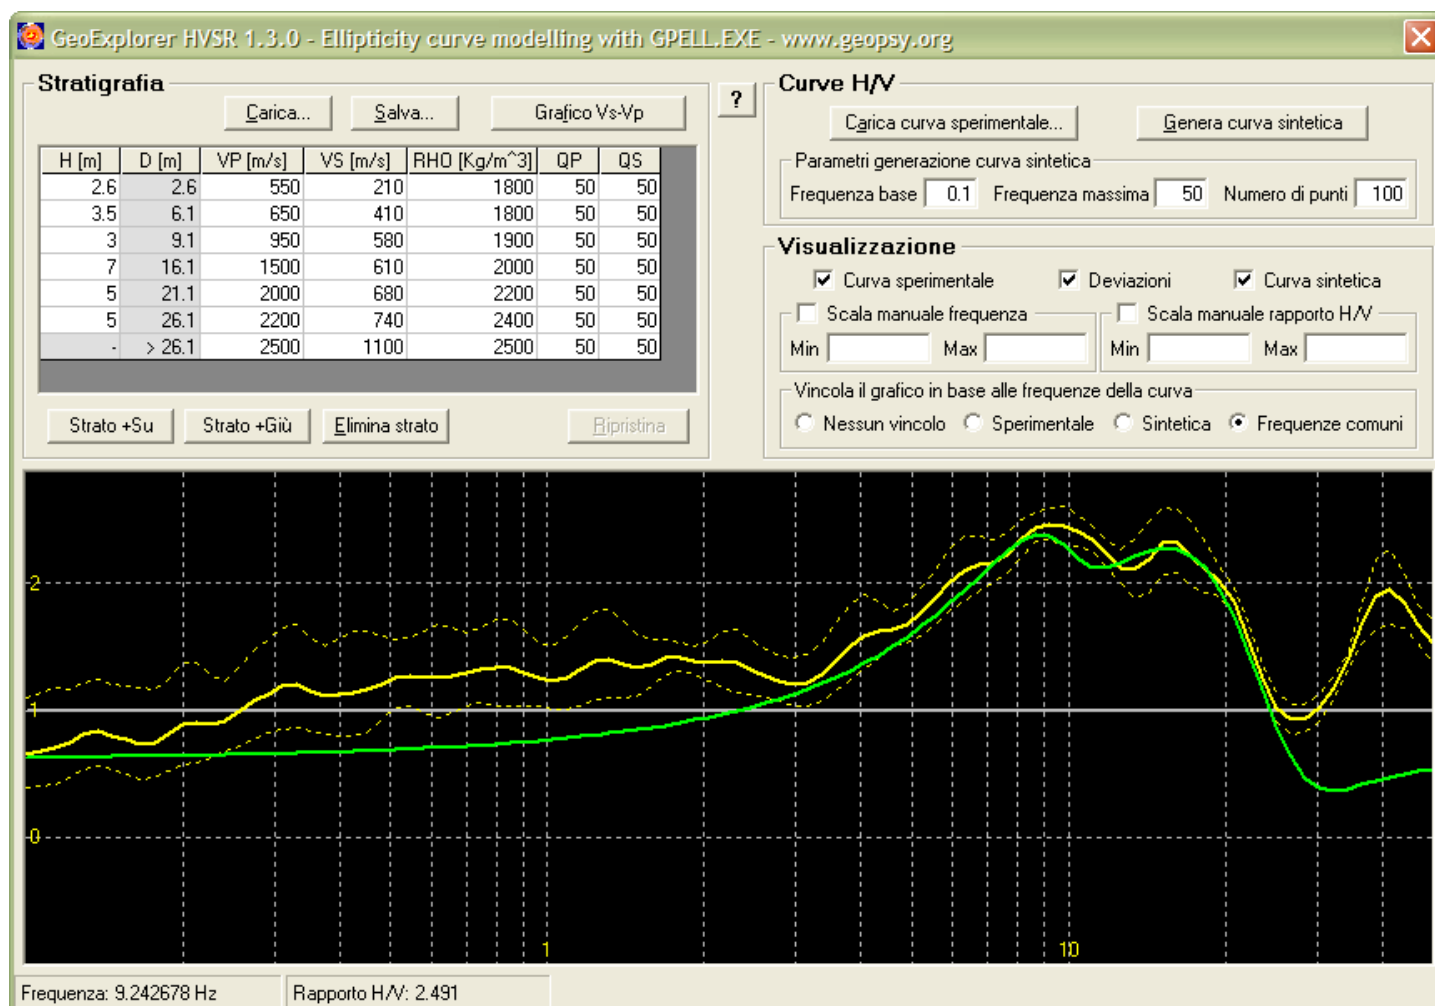 GeoExplorer HVSR 1.3.0 - Ellipticity curve modelling with GPELL.EXE - www.geopsy.org
Stratigrafia
Carica...
Salva...
Grafico Vs-Vp
?
H [m] D [m] VP [m/s] VS [m/s] RHO [Kg/m^3] QP QS
2.6 2.6 550 210 1800 50 50
3.5 6.1 650 410 1800 50 50
3 9.1 950 580 1900 50 50
7 16.1 1500 610 2000 50 50
5 21.1 2000 680 2200 50 50
5 26.1 2200 740 2400 50 50
- > 26.1 2500 1100 2500 50 50
Strato +Su
Strato +Giù
Elimina strato
Ripristina
Curve H/V
Carica curva sperimentale...
Genera curva sintetica
Parametri generazione curva sintetica
Frequenza base 0.1 Frequenza massima 50 Numero di punti 100
Visualizzazione
Curva sperimentale
Deviazioni
Curva sintetica
Scala manuale frequenza
Min Max
Scala manuale rapporto H/V
Min Max
Vincola il grafico in base alle frequenze della curva
Nessun vincolo
Sperimentale
Sintetica
Frequenze comuni
2
1
0
1
10
Frequenza: 9.242678 Hz
Rapporto H/V: 2.491